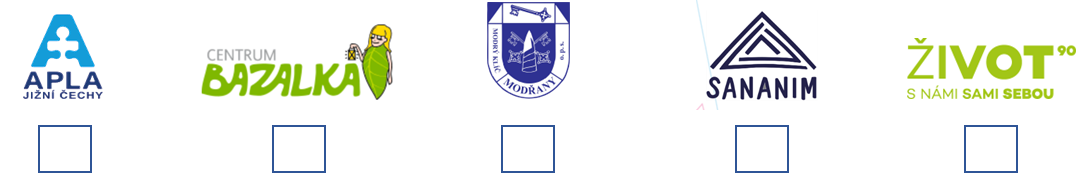 APLA
JIŽNÍ ČECHY
CENTRUM
BAZALKA
MODRÝ KLÍČ
MODŘANY
o.p.s.
SANANIM
ŽIVOT 90
S NÁMI SAMI SEBOU